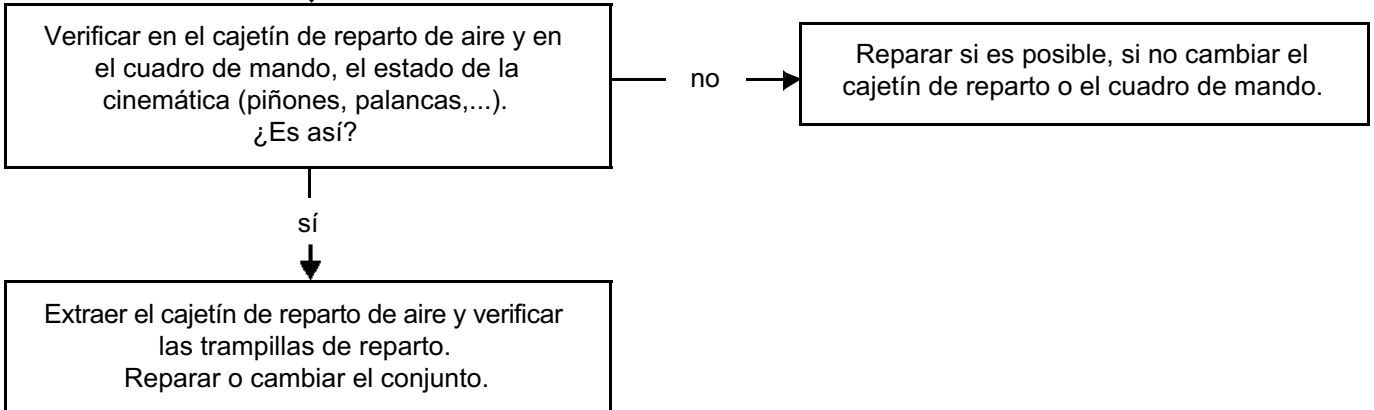 Verificar en el cajetín de reparto de aire y en
el cuadro de mando, el estado de la
cinemática (piñones, palancas,...).
¿Es así?
no
Reparar si es posible, si no cambiar el
cajetín de reparto o el cuadro de mando.
sí
Extraer el cajetín de reparto de aire y verificar
las trampillas de reparto.
Reparar o cambiar el conjunto.